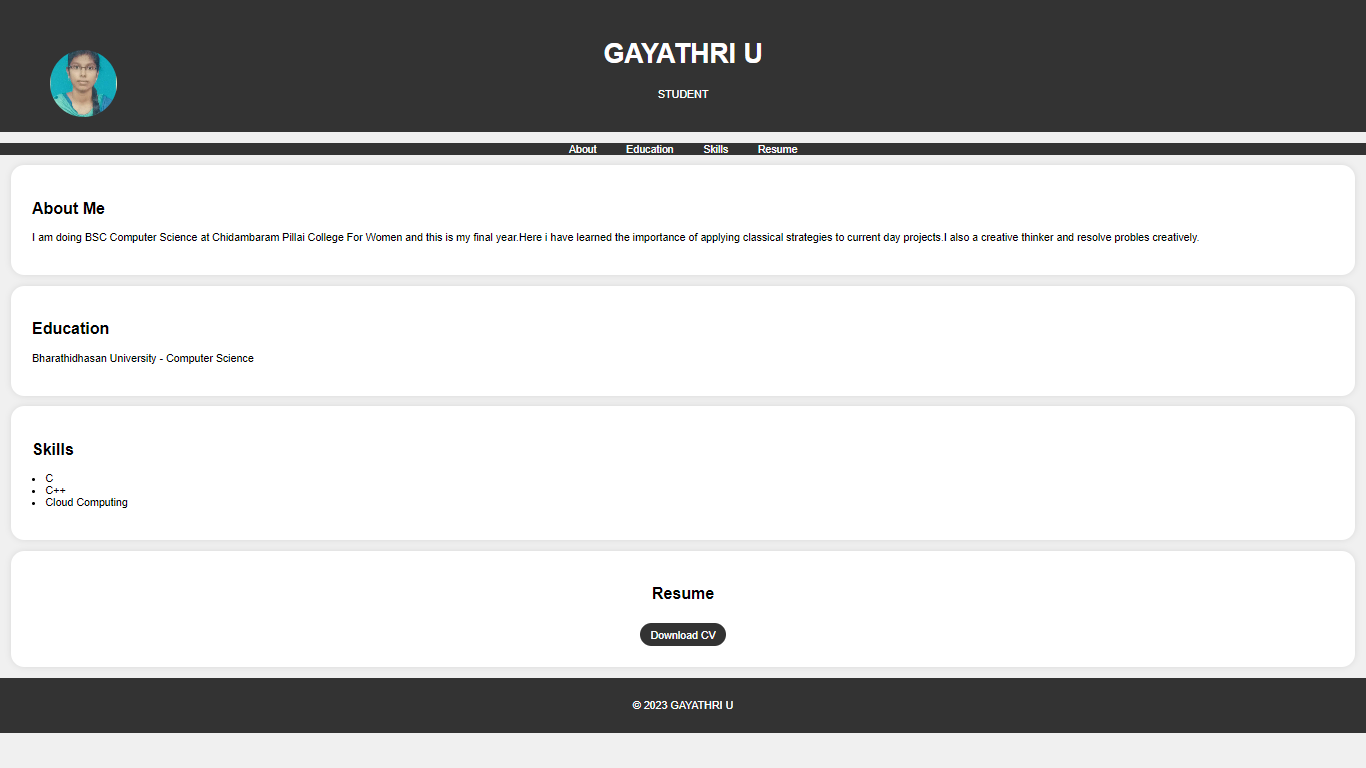 GAYATHRI U
STUDENT
About Education Skills Resume
About Me
I am doing BSC Computer Science at Chidambaram Pillai College For Women and this is my final year.Here i have learned the importance of applying classical strategies to current day projects.I also a creative thinker and resolve probles creatively.
Education
Bharathidhasan University - Computer Science
Skills
• C
• C++
• Cloud Computing
Resume
Download CV
© 2023 GAYATHRI U